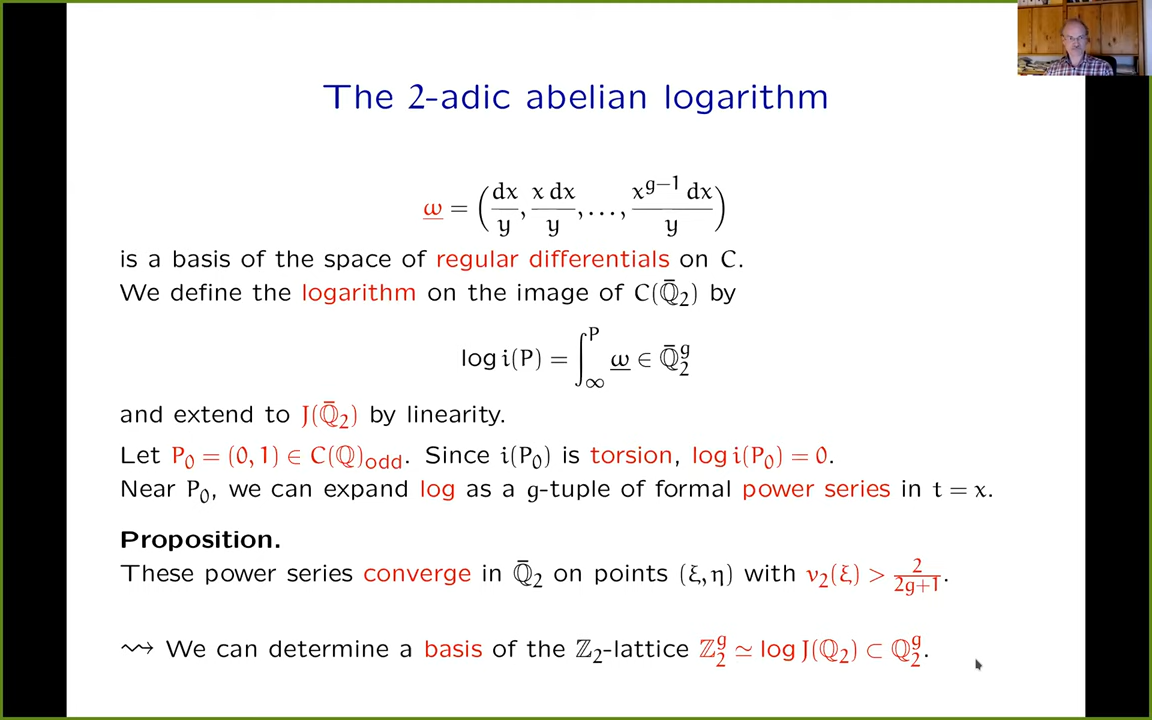 The 2-adic abelian logarithm
ω = (dx/y, x dx/y, ..., x^{g−1} dx/y)
is a basis of the space of regular differentials on C.
We define the logarithm on the image of C(Q̄₂) by
log i(P) = ∫_∞^P ω ∈ Q̄₂^g
and extend to J(Q̄₂) by linearity.
Let P₀ = (0, 1) ∈ C(ℚ)_odd. Since i(P₀) is torsion, log i(P₀) = 0.
Near P₀, we can expand log as a g-tuple of formal power series in t = x.
Proposition.
These power series converge in Q̄₂ on points (ξ, η) with v₂(ξ) > 2/(2g+1).
⇝ We can determine a basis of the ℤ₂-lattice ℤ₂^g ≃ log J(ℚ₂) ⊂ ℚ₂^g.